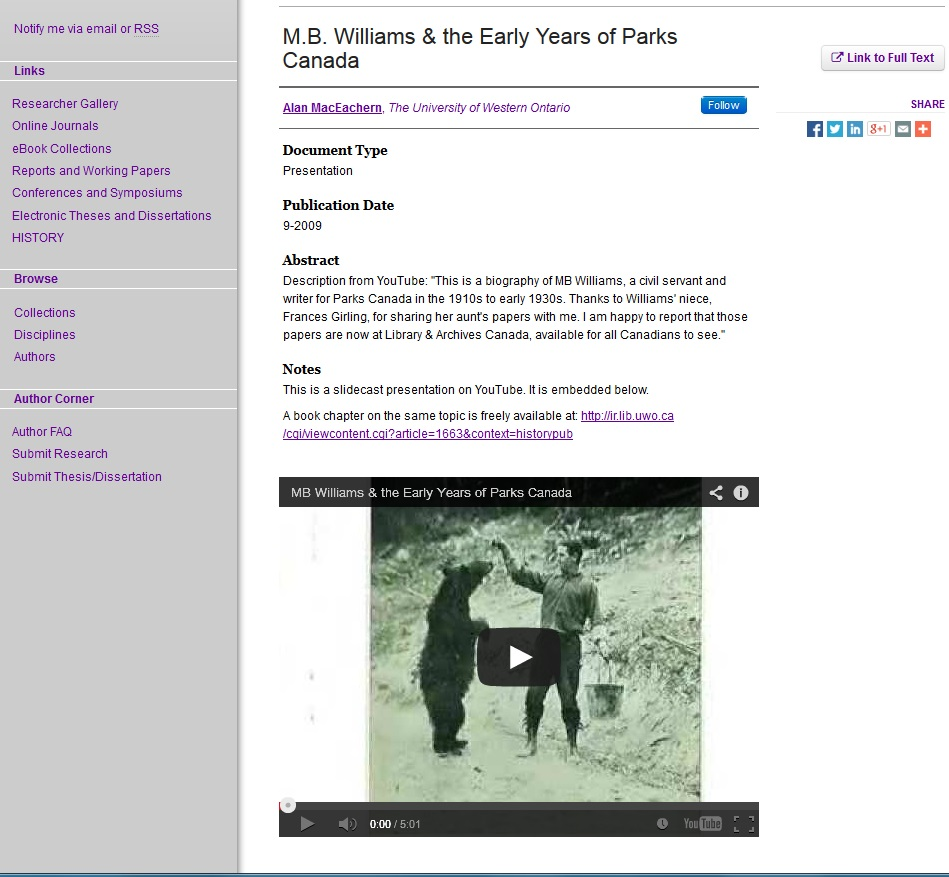 Notify me via email or RSS
Links
Researcher Gallery
Online Journals
eBook Collections
Reports and Working Papers
Conferences and Symposiums
Electronic Theses and Dissertations
HISTORY
Browse
Collections
Disciplines
Authors
Author Corner
Author FAQ
Submit Research
Submit Thesis/Dissertation
M.B. Williams & the Early Years of Parks
Canada
Alan MacEachern, The University of Western Ontario
Follow
Document Type
Presentation
Publication Date
9-2009
Abstract
Description from YouTube: "This is a biography of MB Williams, a civil servant and
writer for Parks Canada in the 1910s to early 1930s. Thanks to Williams' niece,
Frances Girling, for sharing her aunt's papers with me. I am happy to report that those
papers are now at Library & Archives Canada, available for all Canadians to see."
Notes
This is a slidecast presentation on YouTube. It is embedded below.
A book chapter on the same topic is freely available at: http://ir.lib.uwo.ca
/cgi/viewcontent.cgi?article=1663&context=historypub
MB Williams & the Early Years of Parks Canada
0:00 / 5:01
YouTube
Link to Full Text
SHARE
g+1